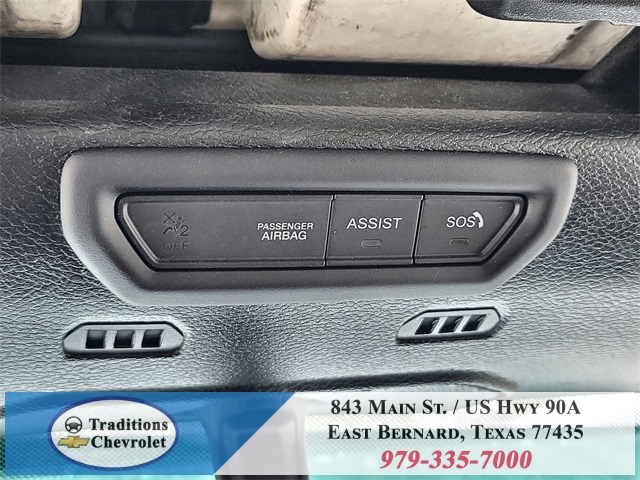 2
OFF
PASSENGER
AIRBAG
ASSIST
SOS
Traditions
Chevrolet
843 Main St. / US Hwy 90A
East Bernard, Texas 77435
979-335-7000